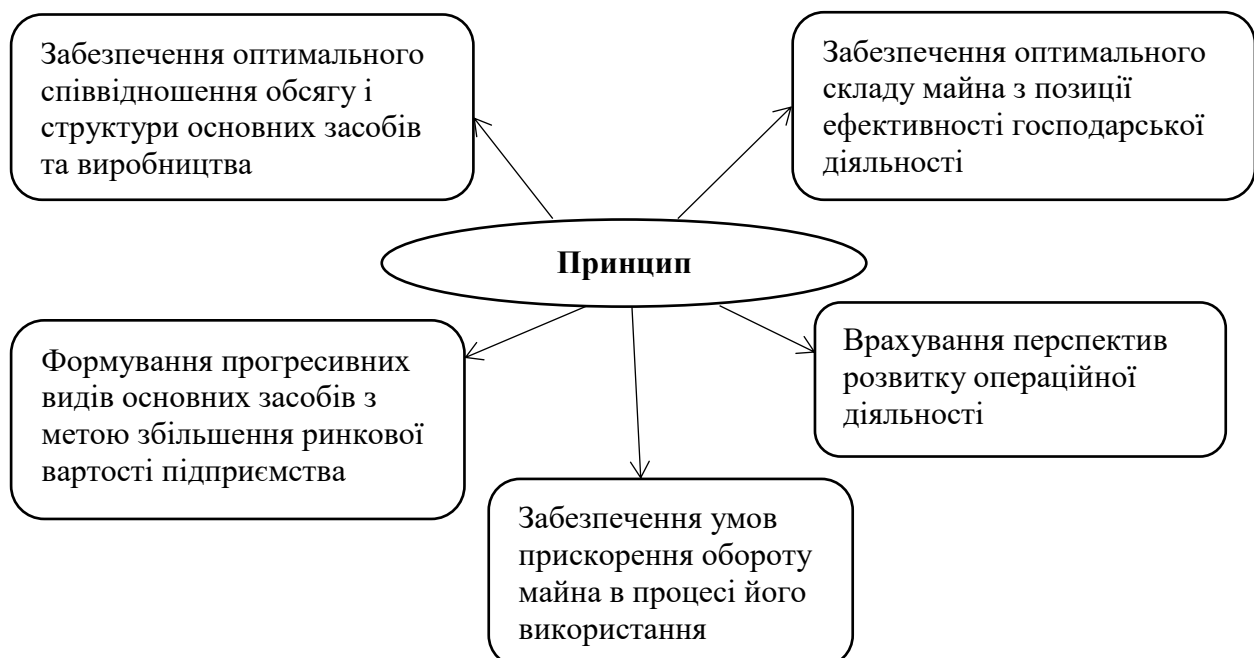 Забезпечення оптимального
співвідношення обсягу і
структури основних засобів
та виробництва
Забезпечення оптимального
складу майна з позиції
ефективності господарської
діяльності
Принцип
Формування прогресивних
видів основних засобів з
метою збільшення ринкової
вартості підприємства
Врахування перспектив
розвитку операційної
діяльності
Забезпечення умов
прискорення обороту
майна в процесі його
використання